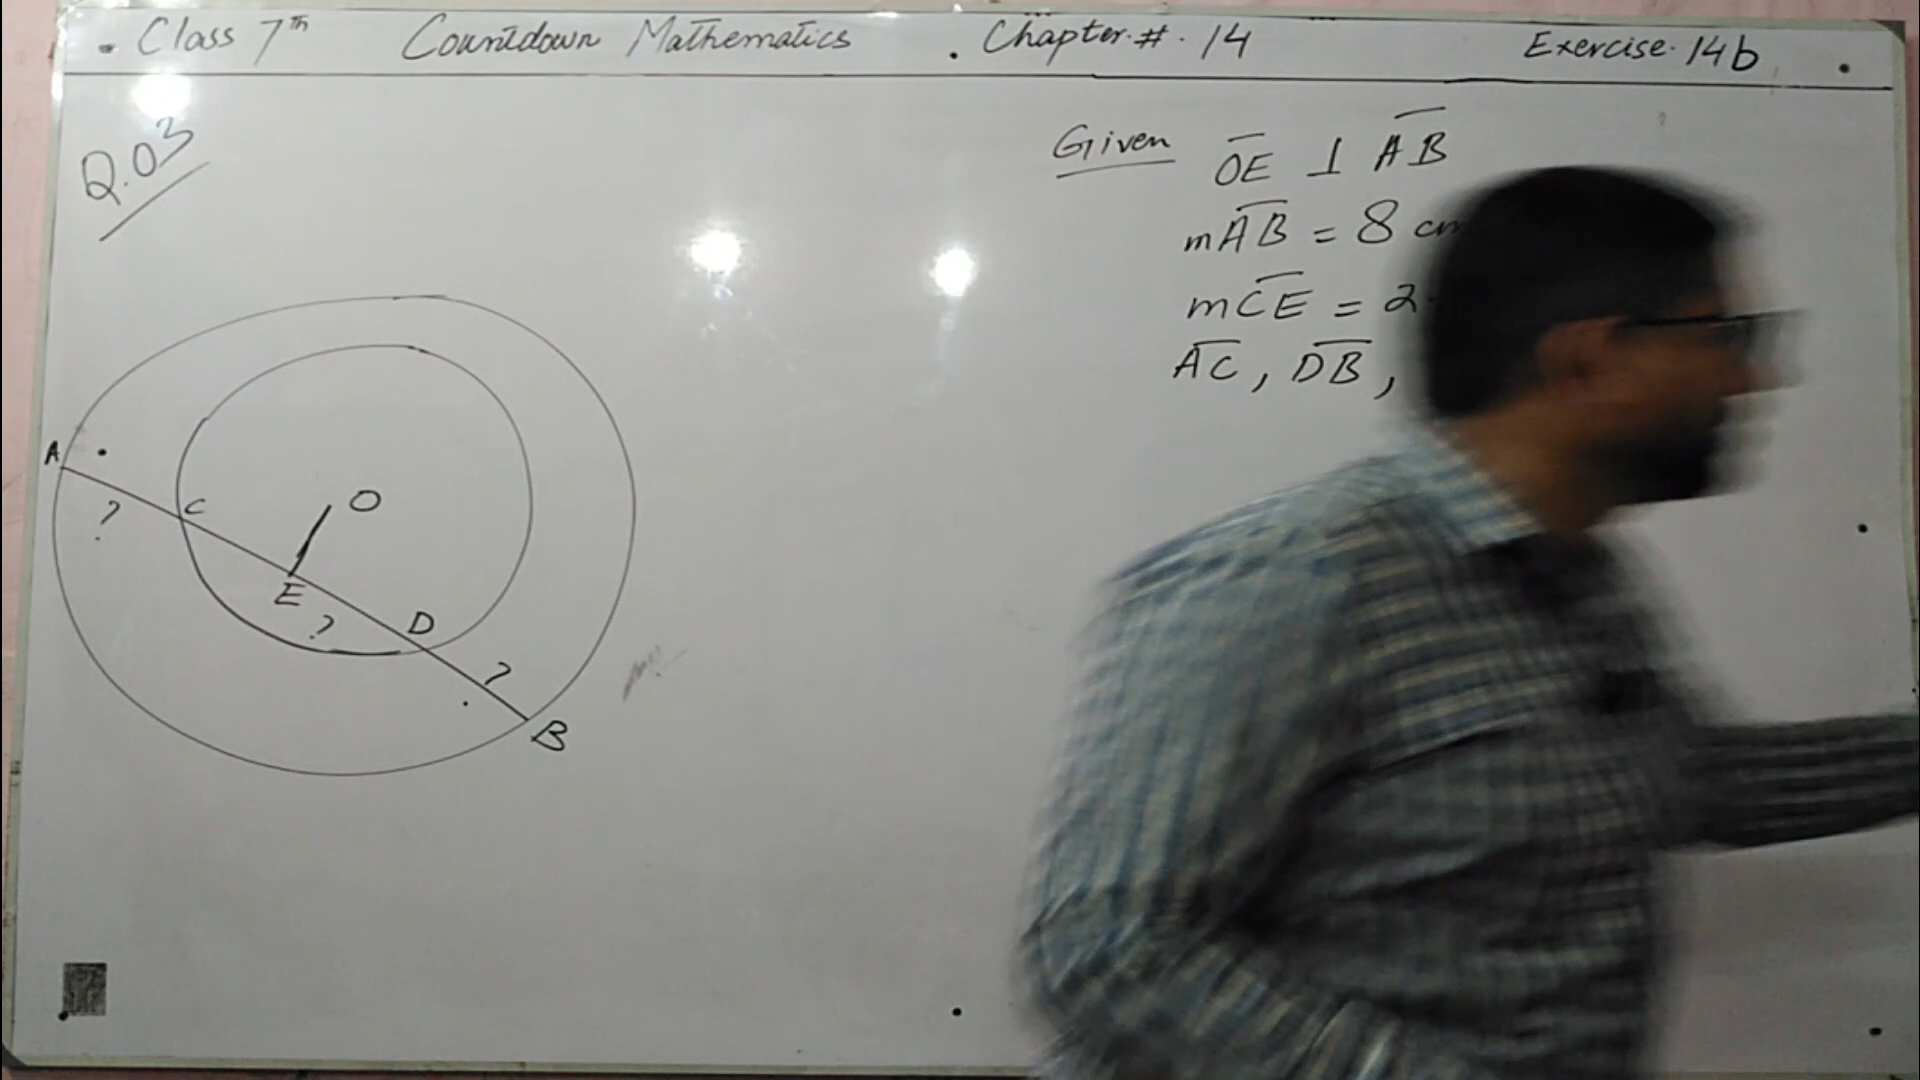 Class 7th Countdown Mathematics . Chapter # . 14 Exercise 14b
Q.03
Given OE ⊥ AB
mAB = 8
mCE = 2
AC , DB ,
A
?
C
O
E
?
D
?
B